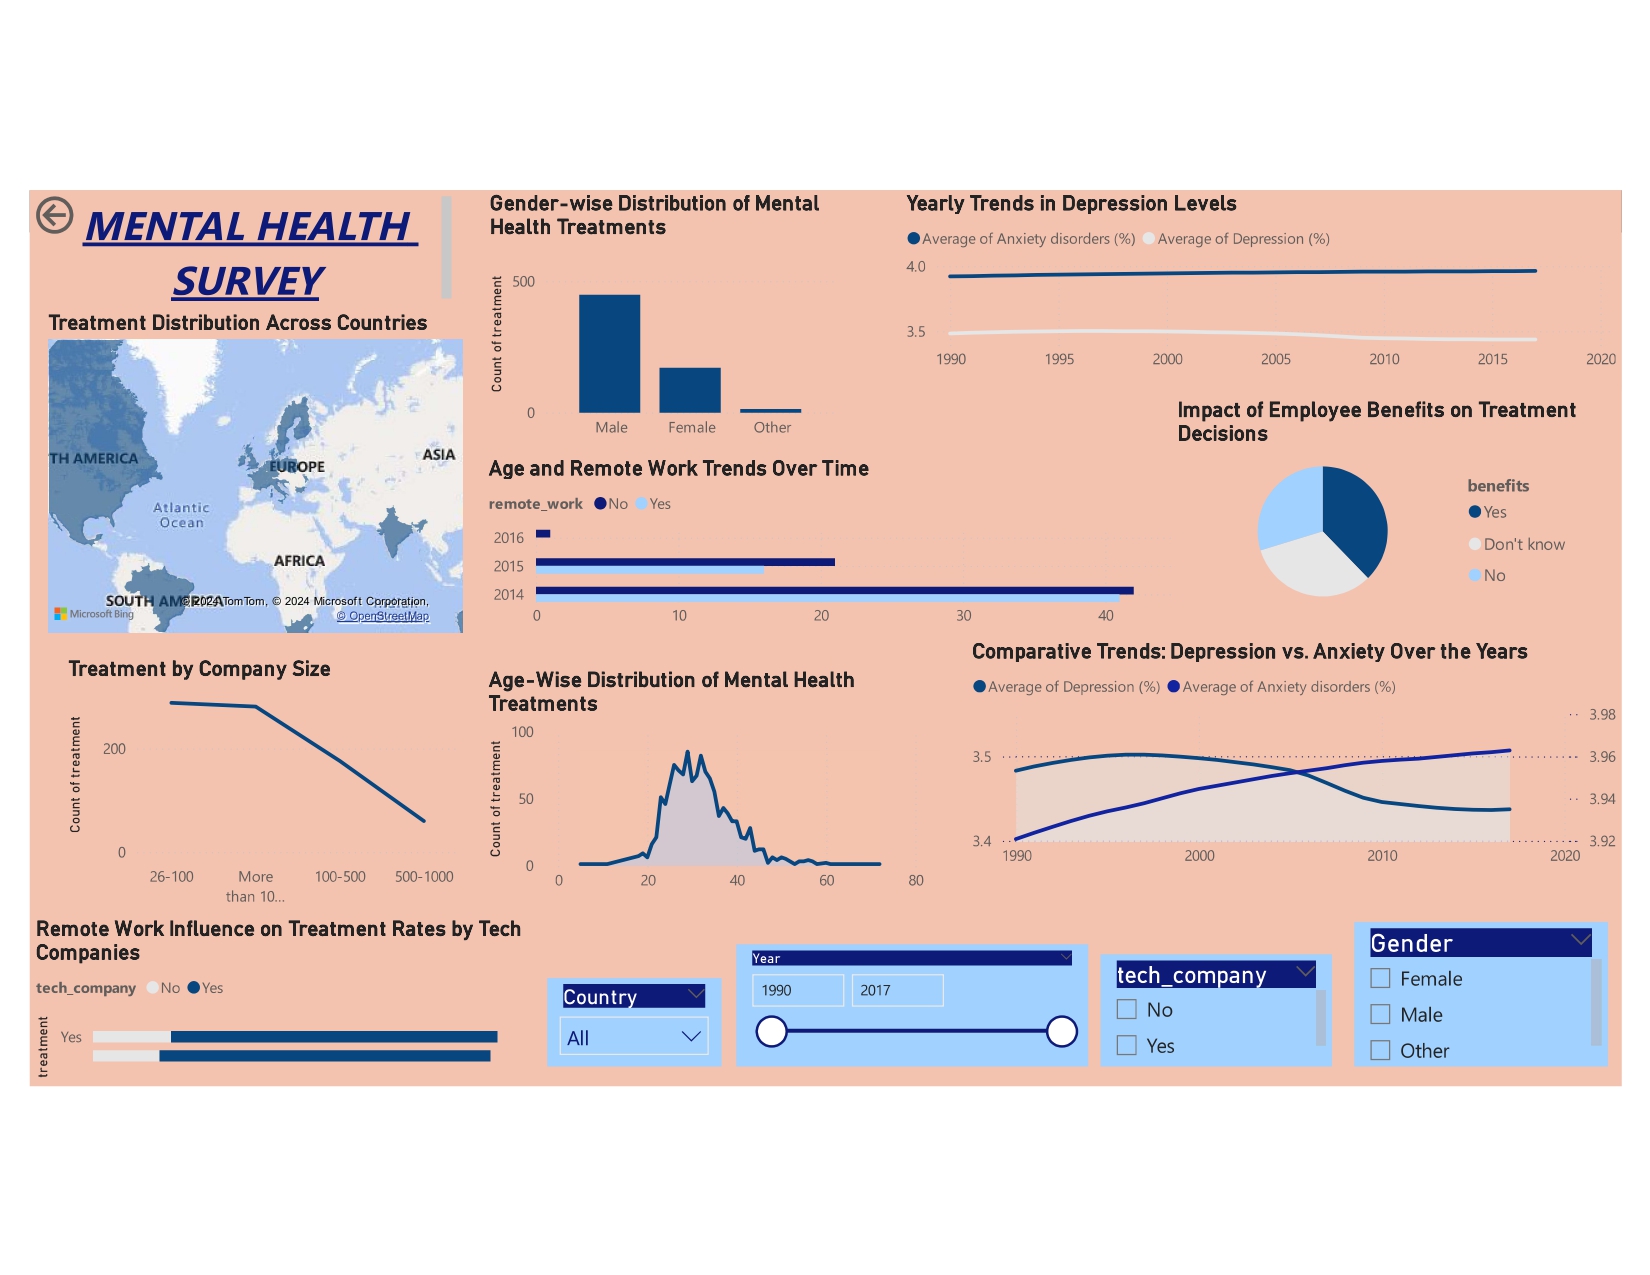 MENTAL HEALTH
SURVEY
Treatment Distribution Across Countries
TH AMERICA
EUROPE
ASIA
Atlantic
Ocean
AFRICA
SOUTH AMERICA
© 2024 TomTom, © 2024 Microsoft Corporation,
Microsoft Bing
© OpenStreetMap
Gender-wise Distribution of Mental
Health Treatments
Count of treatment
500
0
Male Female Other
Yearly Trends in Depression Levels
Average of Anxiety disorders (%) Average of Depression (%)
4.0
3.5
1990 1995 2000 2005 2010 2015 2020
Impact of Employee Benefits on Treatment
Decisions
benefits
Yes
Don't know
No
Age and Remote Work Trends Over Time
remote_work No Yes
2016
2015
2014
0 10 20 30 40
Treatment by Company Size
Count of treatment
200
0
26-100 More 100-500 500-1000
than 10...
Age-Wise Distribution of Mental Health
Treatments
Count of treatment
100
50
0
0 20 40 60 80
Comparative Trends: Depression vs. Anxiety Over the Years
Average of Depression (%) Average of Anxiety disorders (%)
3.98
3.5 3.96
3.94
3.4 3.92
1990 2000 2010 2020
Remote Work Influence on Treatment Rates by Tech
Companies
tech_company No Yes
treatment
Yes
Country
All
Year
1990 2017
tech_company
No
Yes
Gender
Female
Male
Other